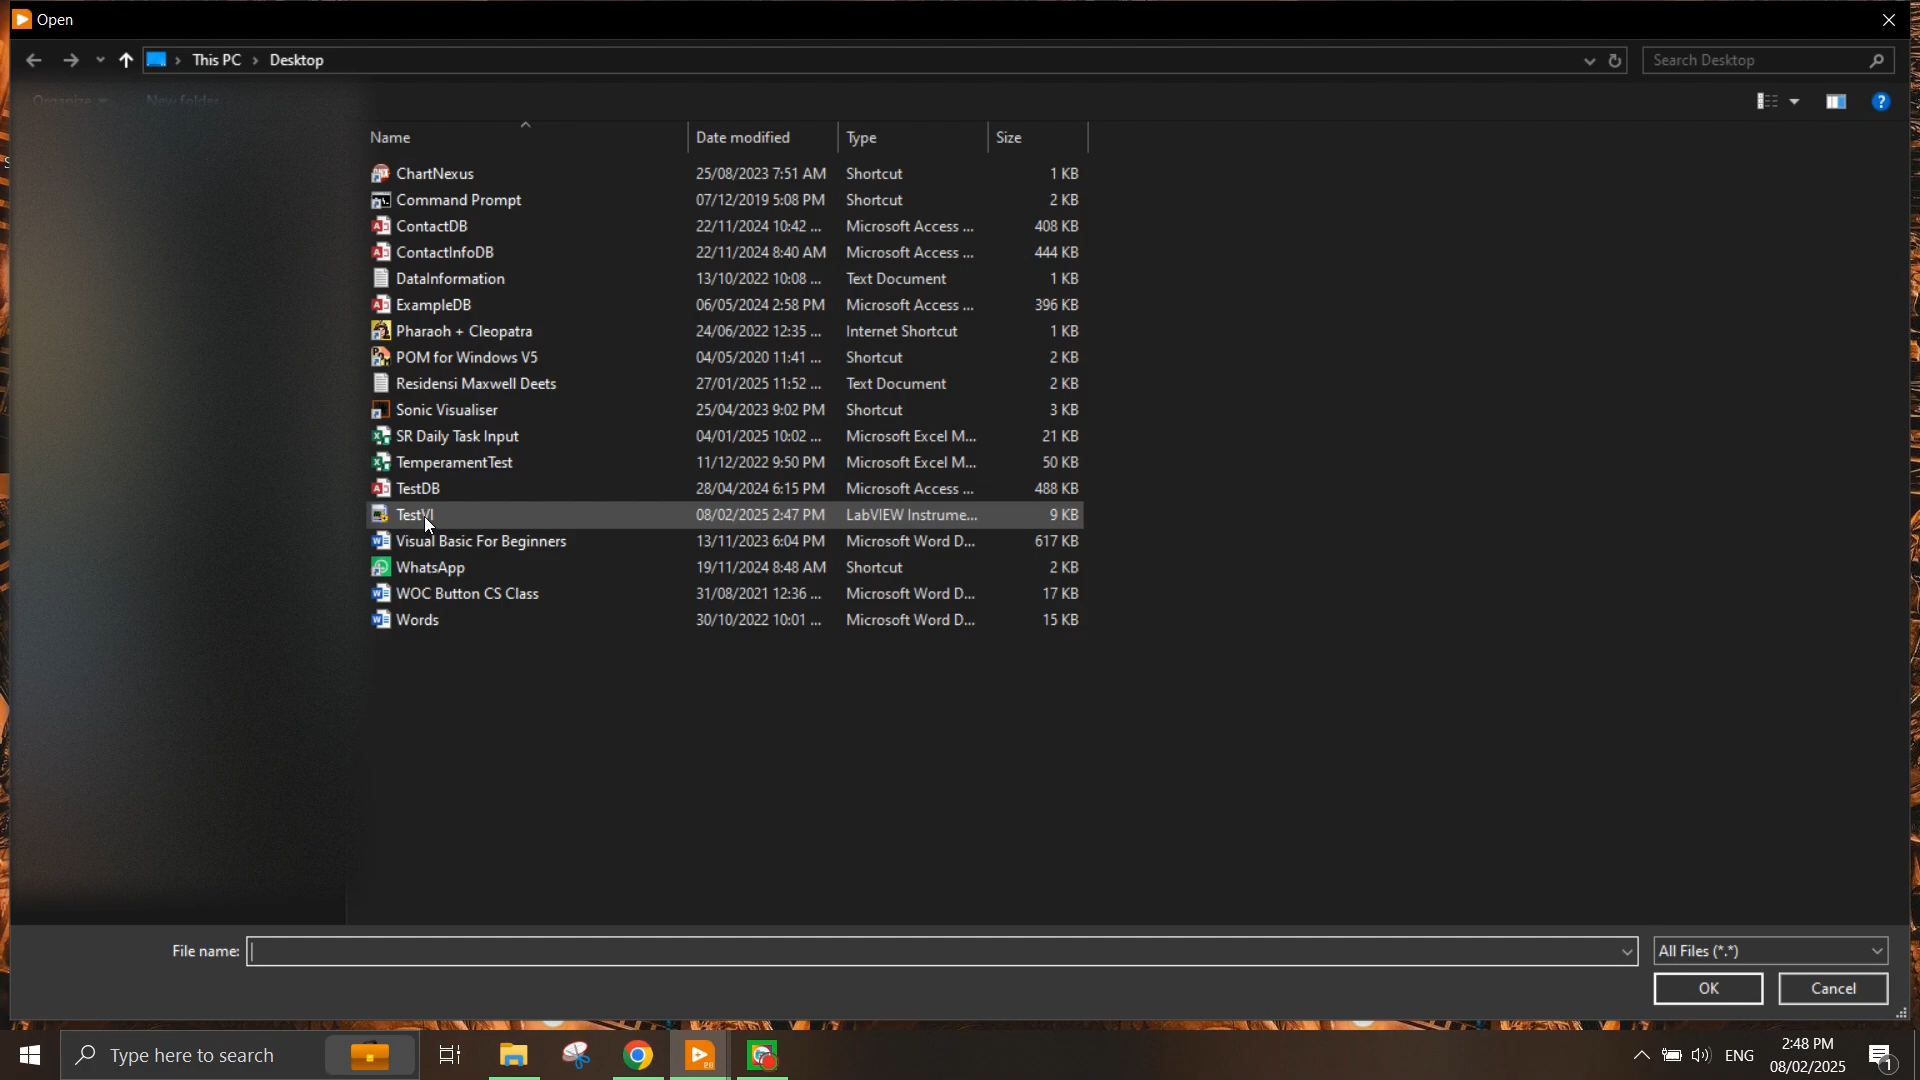 Open
This PC > Desktop
Search Desktop
Organize
New folder
Name Date modified Type Size
ChartNexus 25/08/2023 7:51 AM Shortcut 1 KB
Command Prompt 07/12/2019 5:08 PM Shortcut 2 KB
ContactDB 22/11/2024 10:42 ... Microsoft Access ... 408 KB
ContactInfoDB 22/11/2024 8:40 AM Microsoft Access ... 444 KB
DataInformation 13/10/2022 10:08 ... Text Document 1 KB
ExampleDB 06/05/2024 2:58 PM Microsoft Access ... 396 KB
Pharaoh + Cleopatra 24/06/2022 12:35 ... Internet Shortcut 1 KB
POM for Windows V5 04/05/2020 11:41 ... Shortcut 2 KB
Residensi Maxwell Deets 27/01/2025 11:52 ... Text Document 2 KB
Sonic Visualiser 25/04/2023 9:02 PM Shortcut 3 KB
SR Daily Task Input 04/01/2025 10:02 ... Microsoft Excel M... 21 KB
TemperamentTest 11/12/2022 9:50 PM Microsoft Excel M... 50 KB
TestDB 28/04/2024 6:15 PM Microsoft Access ... 488 KB
TestVI 08/02/2025 2:47 PM LabVIEW Instrume... 9 KB
Visual Basic For Beginners 13/11/2023 6:04 PM Microsoft Word D... 617 KB
WhatsApp 19/11/2024 8:48 AM Shortcut 2 KB
WOC Button CS Class 31/08/2021 12:36 ... Microsoft Word D... 17 KB
Words 30/10/2022 10:01 ... Microsoft Word D... 15 KB
File name: All Files (*.*)
OK Cancel
Type here to search
ENG
2:48 PM
08/02/2025
1